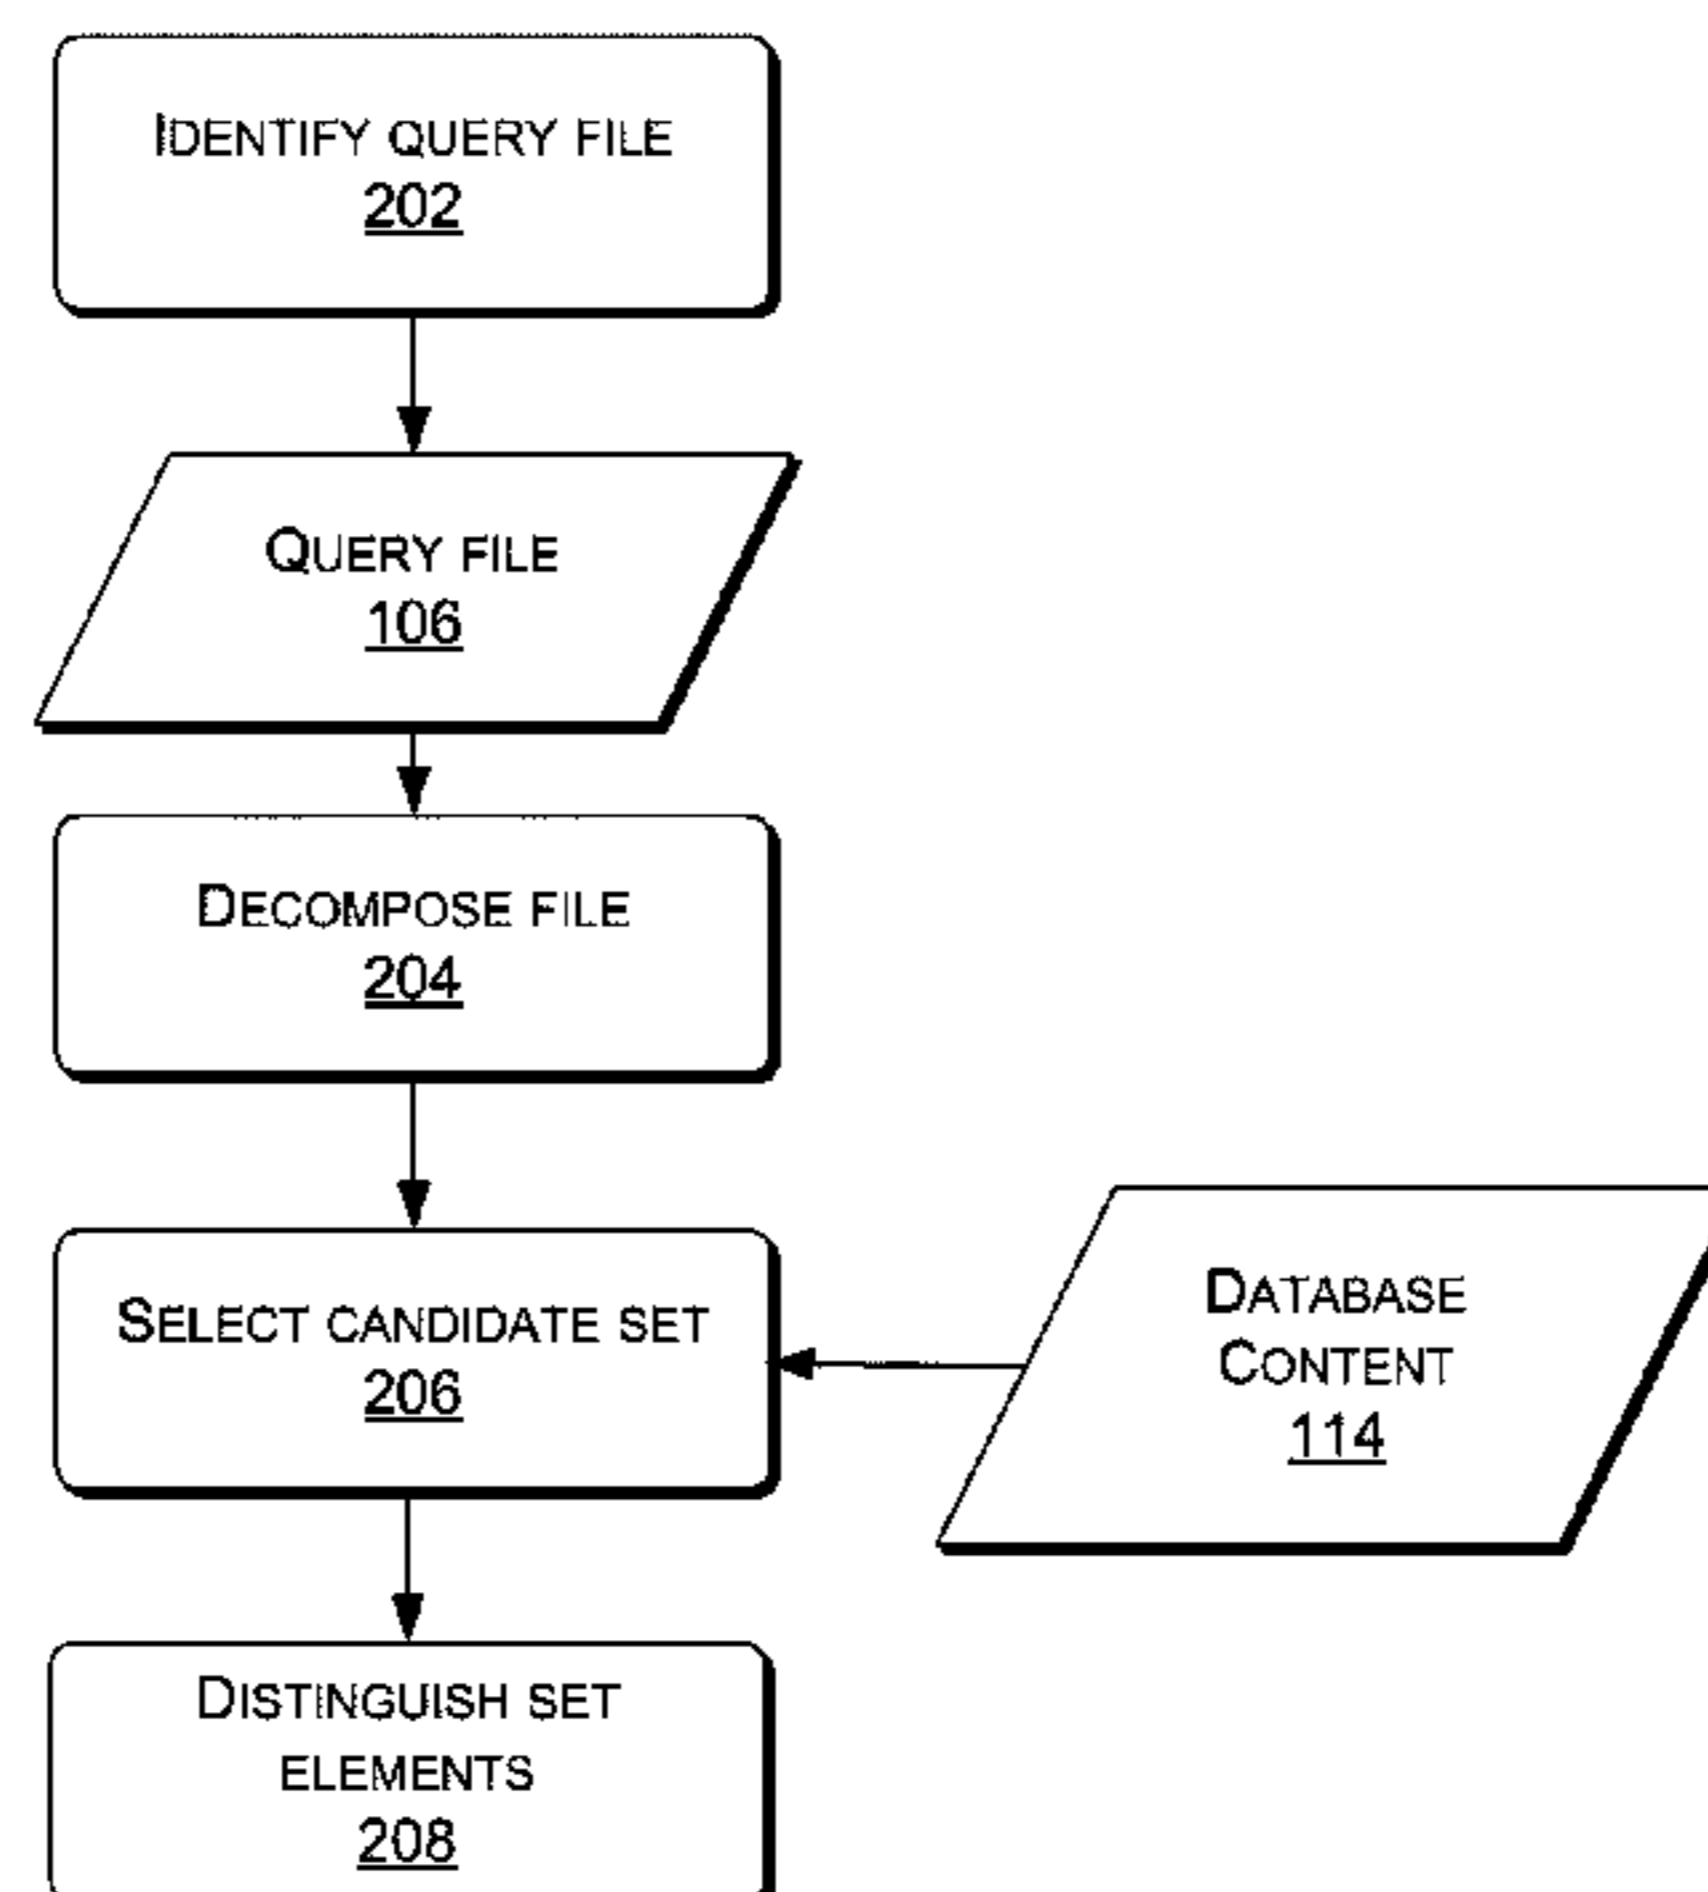 IDENTIFY QUERY FILE
202
QUERY FILE
106
DECOMPOSE FILE
204
SELECT CANDIDATE SET
206
DATABASE
CONTENT
114
DISTINGUISH SET
ELEMENTS
208